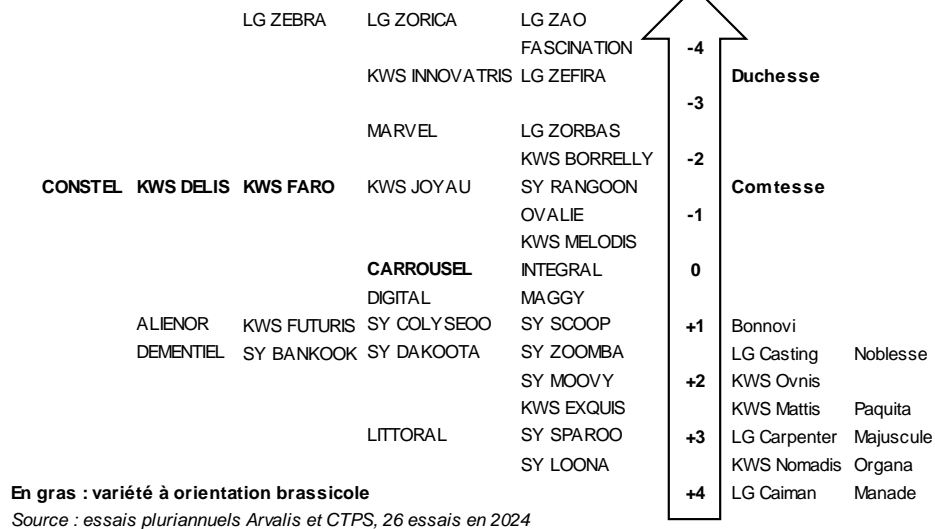 LG ZEBRA LG ZORICA LG ZAO
FASCINATION -4
KWS INNOVATRIS LG ZEFIRA Duchesse
-3
MARVEL LG ZORBAS
KWS BORRELLY -2
CONSTEL KWS DELIS KWS FARO KWS JOYAU SY RANGOON Comtesse
OVALIE -1
KWS MELODIS
CARROUSEL INTEGRAL 0
DIGITAL MAGGY
ALIENOR KWS FUTURIS SY COLYSEOO SY SCOOP +1 Bonnovi
DEMENTIEL SY BANKOOK SY DAKOOTA SY ZOOMBA LG Casting Noblesse
SY MOOVY +2 KWS Ovnis
KWS EXQUIS KWS Mattis Paquita
LITTORAL SY SPAROO +3 LG Carpenter Majuscule
SY LOONA KWS Nomadis Organa
En gras : variété à orientation brassicole +4 LG Caiman Manade
Source : essais pluriannuels Arvalis et CTPS, 26 essais en 2024